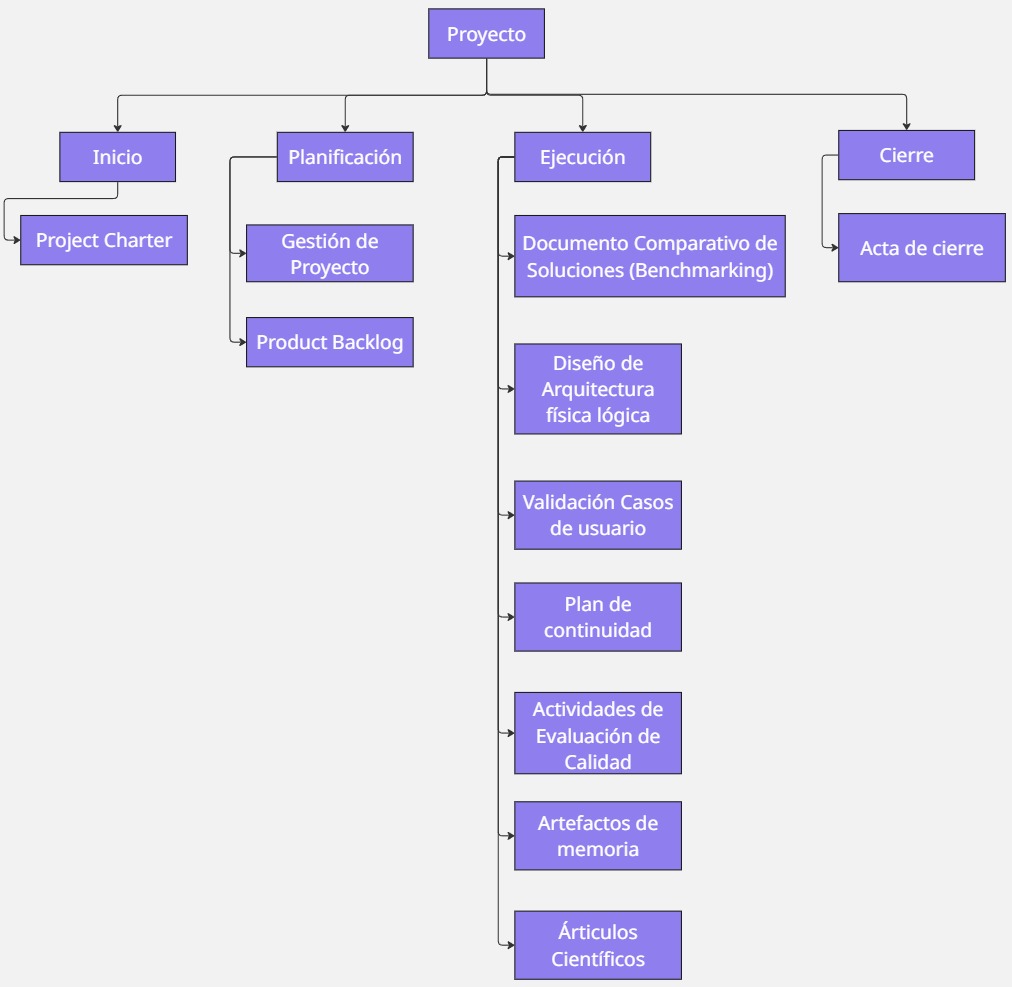 Proyecto
Inicio
Planificación
Ejecución
Cierre
Project Charter
Gestión de
Proyecto
Product Backlog
Documento Comparativo de
Soluciones (Benchmarking)
Diseño de
Arquitectura
física lógica
Validación Casos
de usuario
Plan de
continuidad
Actividades de
Evaluación de
Calidad
Artefactos de
memoria
Árticulos
Científicos
Acta de cierre